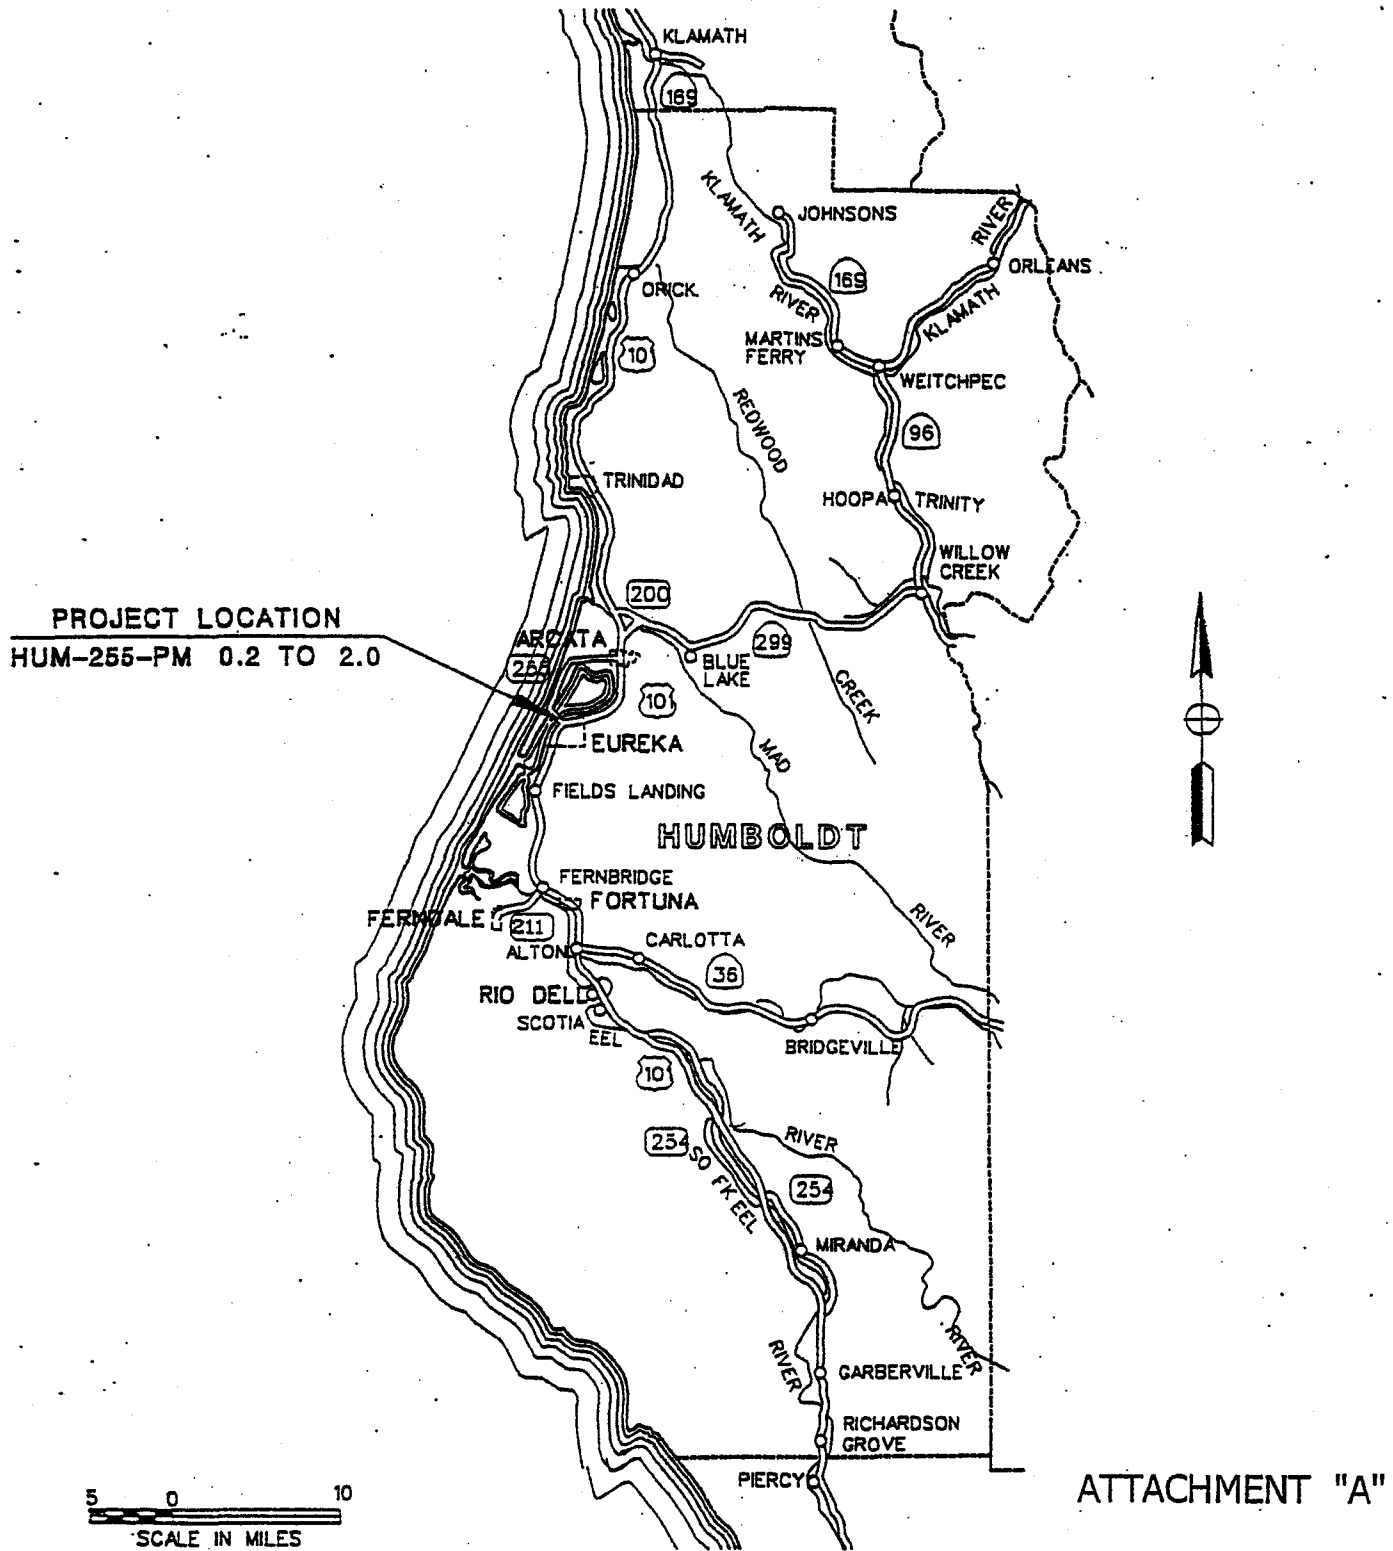 KLAMATH
169
KLAMATH
JOHNSONS
RIVER
ORLEANS
ORICK
169
RIVER
KLAMATH
MARTINS
FERRY
10
WEITCHPEC
REDWOOD
96
TRINIDAD
HOOPA
TRINITY
WILLOW
CREEK
200
PROJECT LOCATION
HUM-255-PM 0.2 TO 2.0
ARCATA
255
299
BLUE
LAKE
CREEK
101
MAD
EUREKA
FIELDS LANDING
HUMBOLDT
FERNBRIDGE
FORTUNA
FERNDALE
211
RIVER
ALTON
CARLOTTA
36
RIO DELL
SCOTIA
EEL
BRIDGEVILLE
10
RIVER
254
SO FK EEL
254
MIRANDA
RIVER
RIVER
GARBERVILLE
RICHARDSON
GROVE
PIERCY
ATTACHMENT "A"
5 0 10
SCALE IN MILES